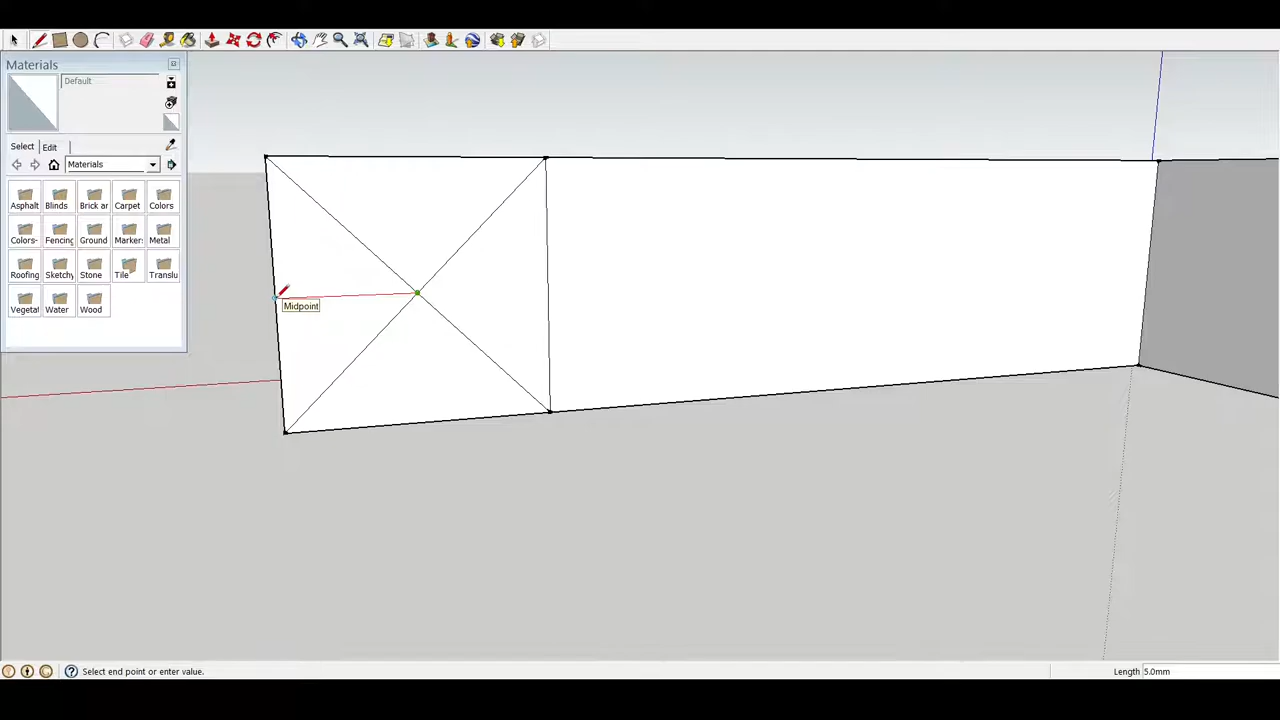 Materials
Default
Select Edit
Materials
Asphalt Blinds Brick ar Carpet Colors
Colors- Fencing Ground Marker: Metal
Roofing Sketchy Stone Tile Translu
Vegetat Water Wood
Midpoint
Select end point or enter value.
Length 5.0mm